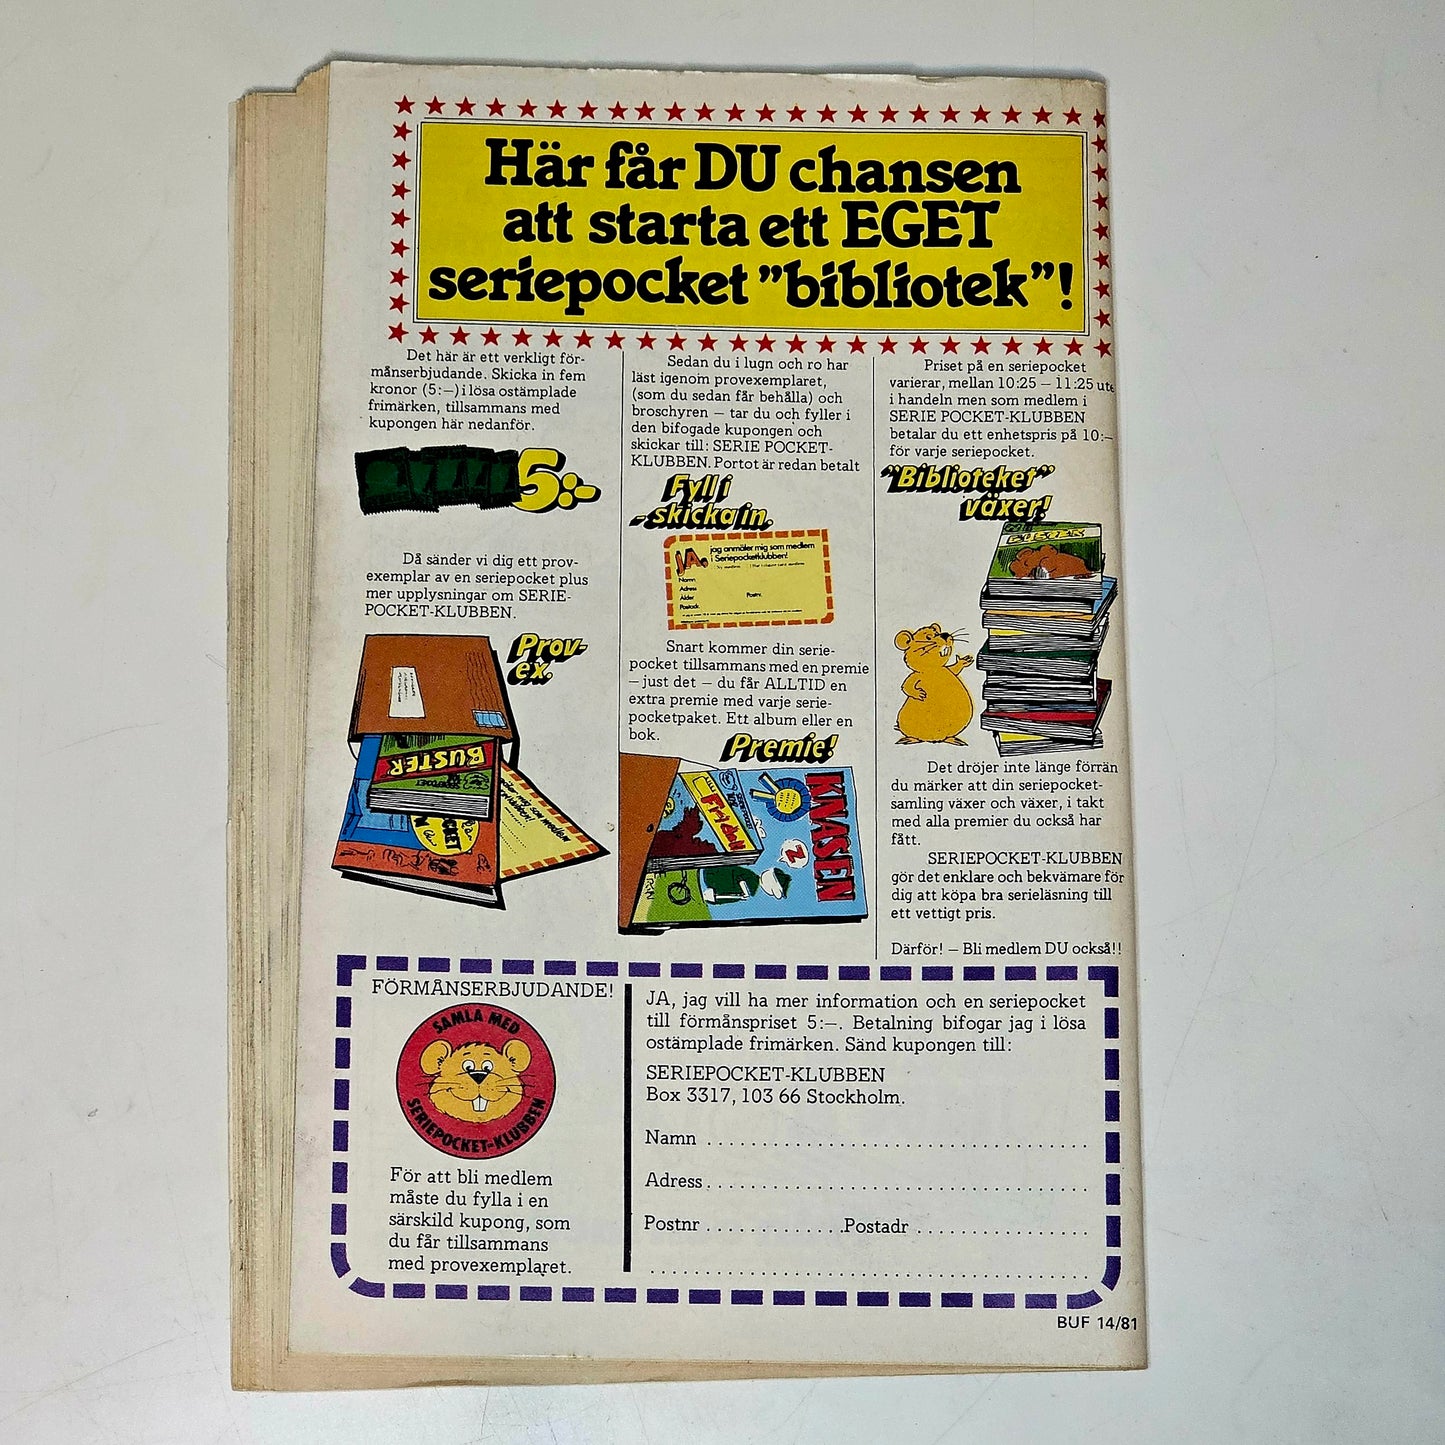 Här får DU chansen
att starta ett EGET
seriepocket ”bibliotek”!
Det här är ett verkligt för-
månserbjudande. Skicka in fem
kronor (5:–) i lösa ostämplade
frimärken, tillsammans med
kupongen här nedanför.
5:-
Då sänder vi dig ett prov-
exemplar av en seriepocket plus
mer upplysningar om SERIE-
POCKET-KLUBBEN.
Prov-
ex.
BUSTER
Sedan du i lugn och ro har
läst igenom provexemplaret,
(som du sedan får behålla) och
broschyren – tar du och fyller i
den bifogade kupongen och
skickar till: SERIE POCKET-
KLUBBEN. Portot är redan betalt
Fyll i
- skicka in.
JA, jag anmäler mig som medlem
i Seriepocketklubben!
Namn
Adress
Ålder
Postnr.
Postadr.
Snart kommer din serie-
pocket tillsammans med en premie
– just det – du får ALLTID en
extra premie med varje serie-
pocketpaket. Ett album eller en
bok.
Premie!
KNASEN
Z
Priset på en seriepocket
varierar, mellan 10:25 – 11:25 ute
i handeln men som medlem i
SERIE POCKET-KLUBBEN
betalar du ett enhetspris på 10:–
för varje seriepocket.
”Biblioteket”
växer!
Det dröjer inte länge förrän
du märker att din seriepocket-
samling växer och växer, i takt
med alla premier du också har
fått.
SERIEPOCKET-KLUBBEN
gör det enklare och bekvämare för
dig att köpa bra serieläsning till
ett vettigt pris.
Därför! – Bli medlem DU också!!
FÖRMÅNSERBJUDANDE!
SAMLA MED
SERIEPOCKET-KLUBBEN
För att bli medlem
måste du fylla i en
särskild kupong, som
du får tillsammans
med provexemplaret.
JA, jag vill ha mer information och en seriepocket
till förmånspriset 5:–. Betalning bifogar jag i lösa
ostämplade frimärken. Sänd kupongen till:
SERIEPOCKET-KLUBBEN
Box 3317, 103 66 Stockholm.
Namn
Adress
Postnr Postadr
BUF 14/81